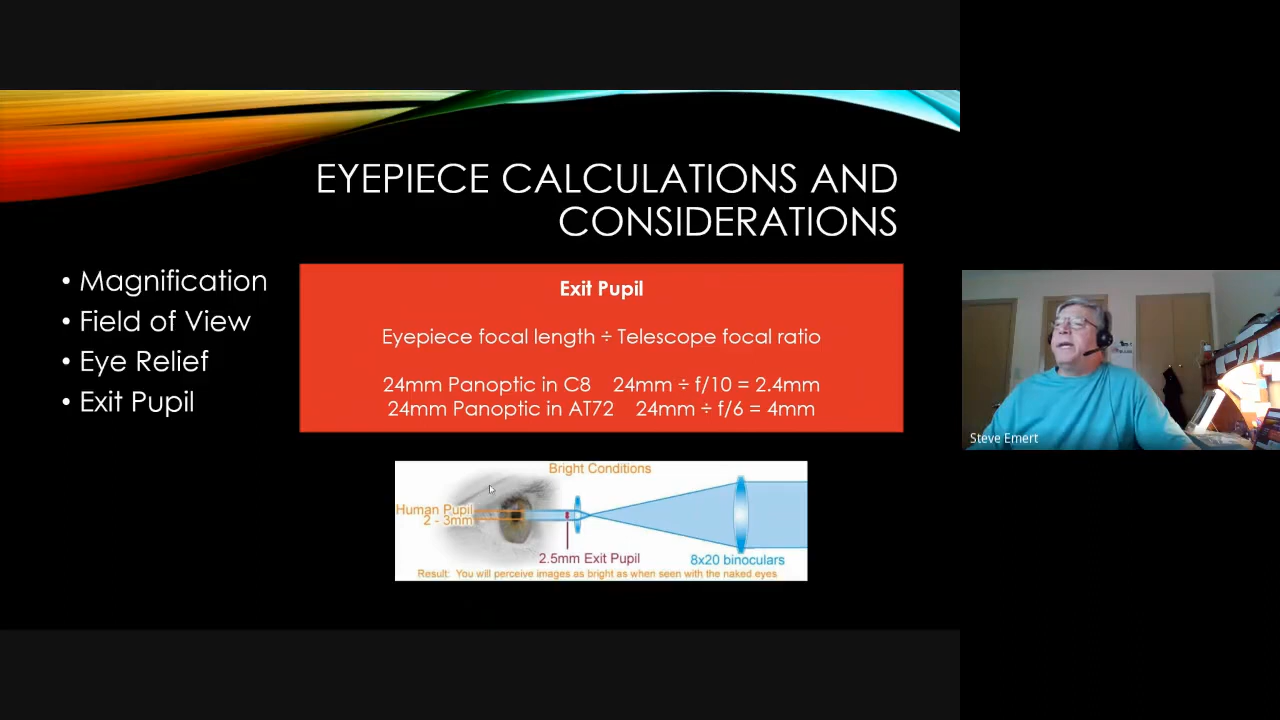 EYEPIECE CALCULATIONS AND
CONSIDERATIONS
• Magnification
• Field of View
• Eye Relief
• Exit Pupil
Exit Pupil
Eyepiece focal length ÷ Telescope focal ratio
24mm Panoptic in C8 24mm ÷ f/10 = 2.4mm
24mm Panoptic in AT72 24mm ÷ f/6 = 4mm
Bright Conditions
Human Pupil
2 - 3mm
2.5mm Exit Pupil
8x20 binoculars
Result: You will perceive images as bright as when seen with the naked eyes
Steve Emert